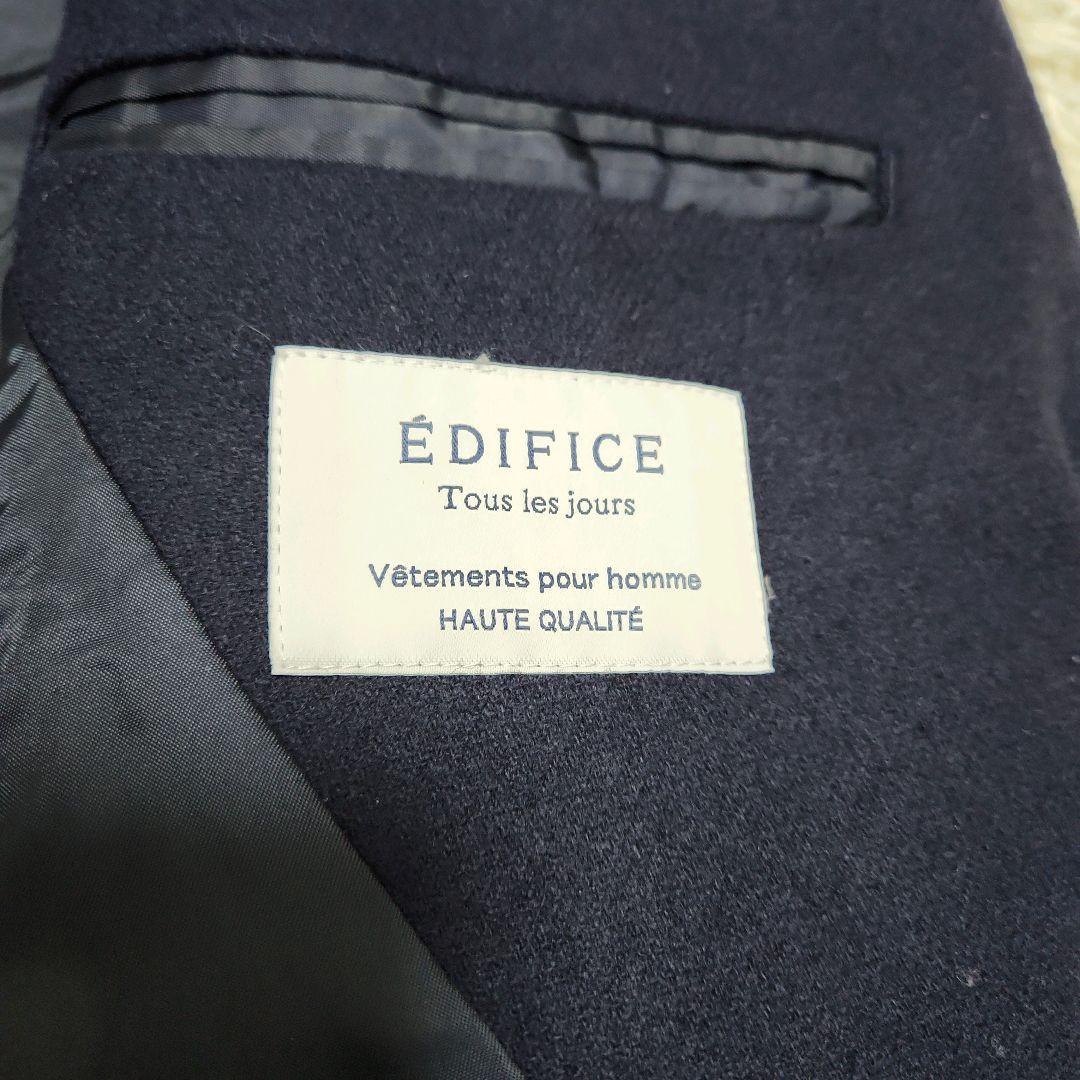 ÉDIFICE
Tous les jours
Vêtements pour homme
HAUTE QUALITÉ